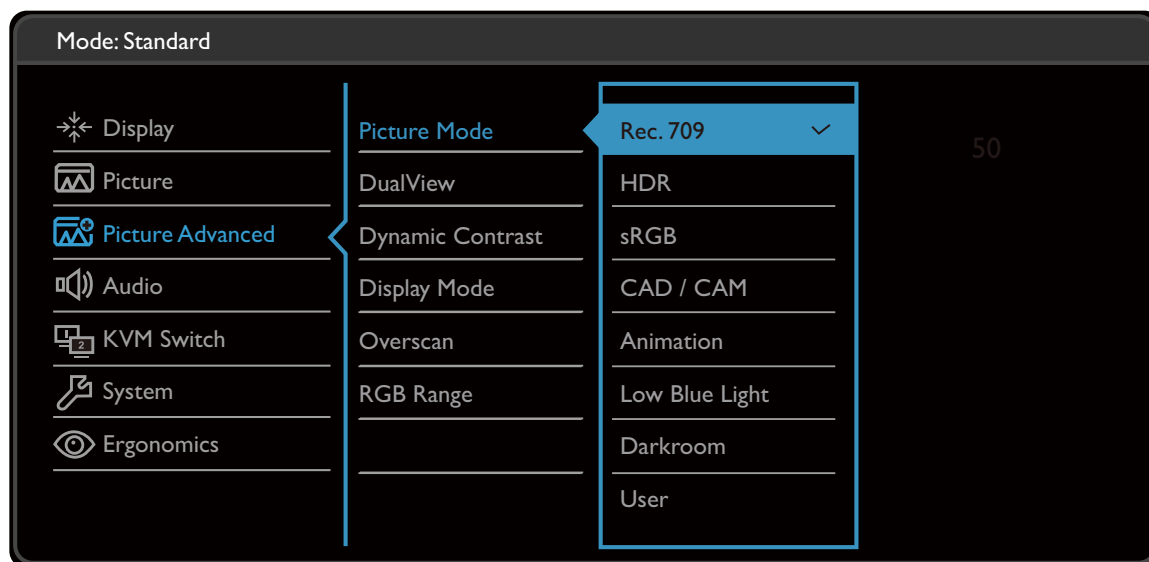 Mode: Standard
Display
Picture
Picture Advanced
Audio
2
KVM Switch
System
Ergonomics
Picture Mode
DualView
Dynamic Contrast
Display Mode
Overscan
RGB Range
Rec. 709
HDR
sRGB
CAD / CAM
Animation
Low Blue Light
Darkroom
User
50